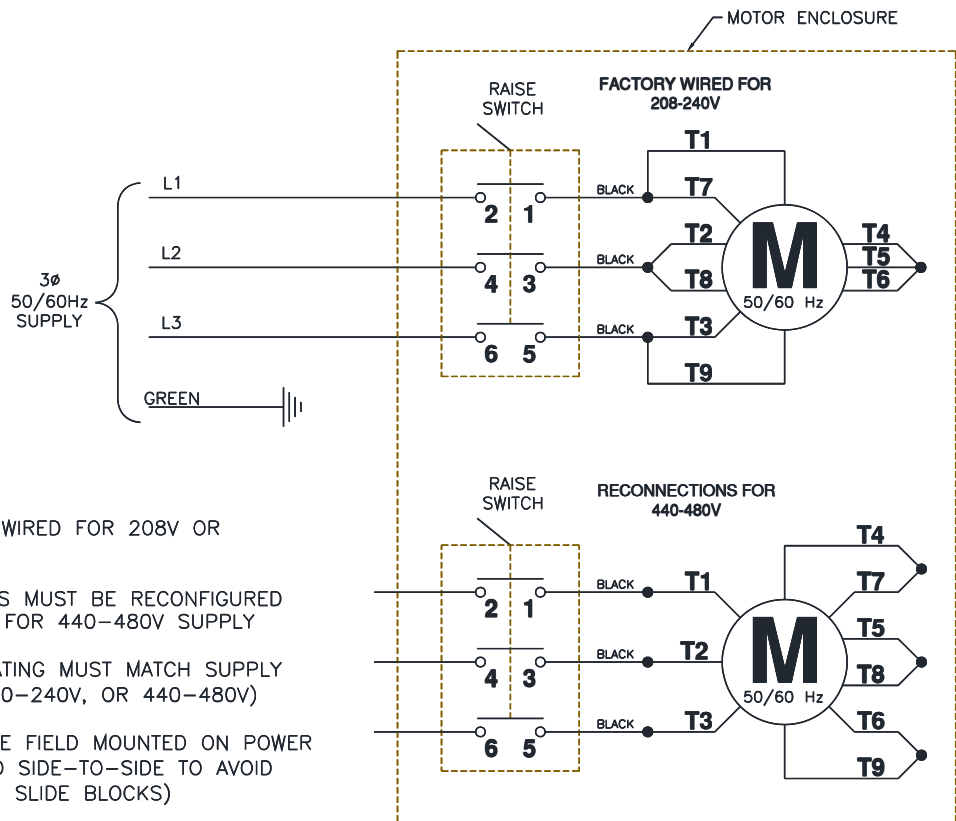 MOTOR ENCLOSURE
RAISE
SWITCH
FACTORY WIRED FOR
208-240V
T1
L1
BLACK
T7
2 1
T2
L2
BLACK
T4
T5
T6
4 3
T8
M
50/60 Hz
3ø
50/60Hz
SUPPLY
L3
BLACK
T3
6 5
T9
GREEN
RAISE
SWITCH
RECONNECTIONS FOR
440-480V
WIRED FOR 208V OR
T4
S MUST BE RECONFIGURED
FOR 440-480V SUPPLY
BLACK
T1
T7
2 1
T5
BLACK
T2
ATING MUST MATCH SUPPLY
0-240V, OR 440-480V)
4 3
M
50/60 Hz
T8
BLACK
T3
T6
6 5
E FIELD MOUNTED ON POWER
O SIDE-TO-SIDE TO AVOID
SLIDE BLOCKS)
T9